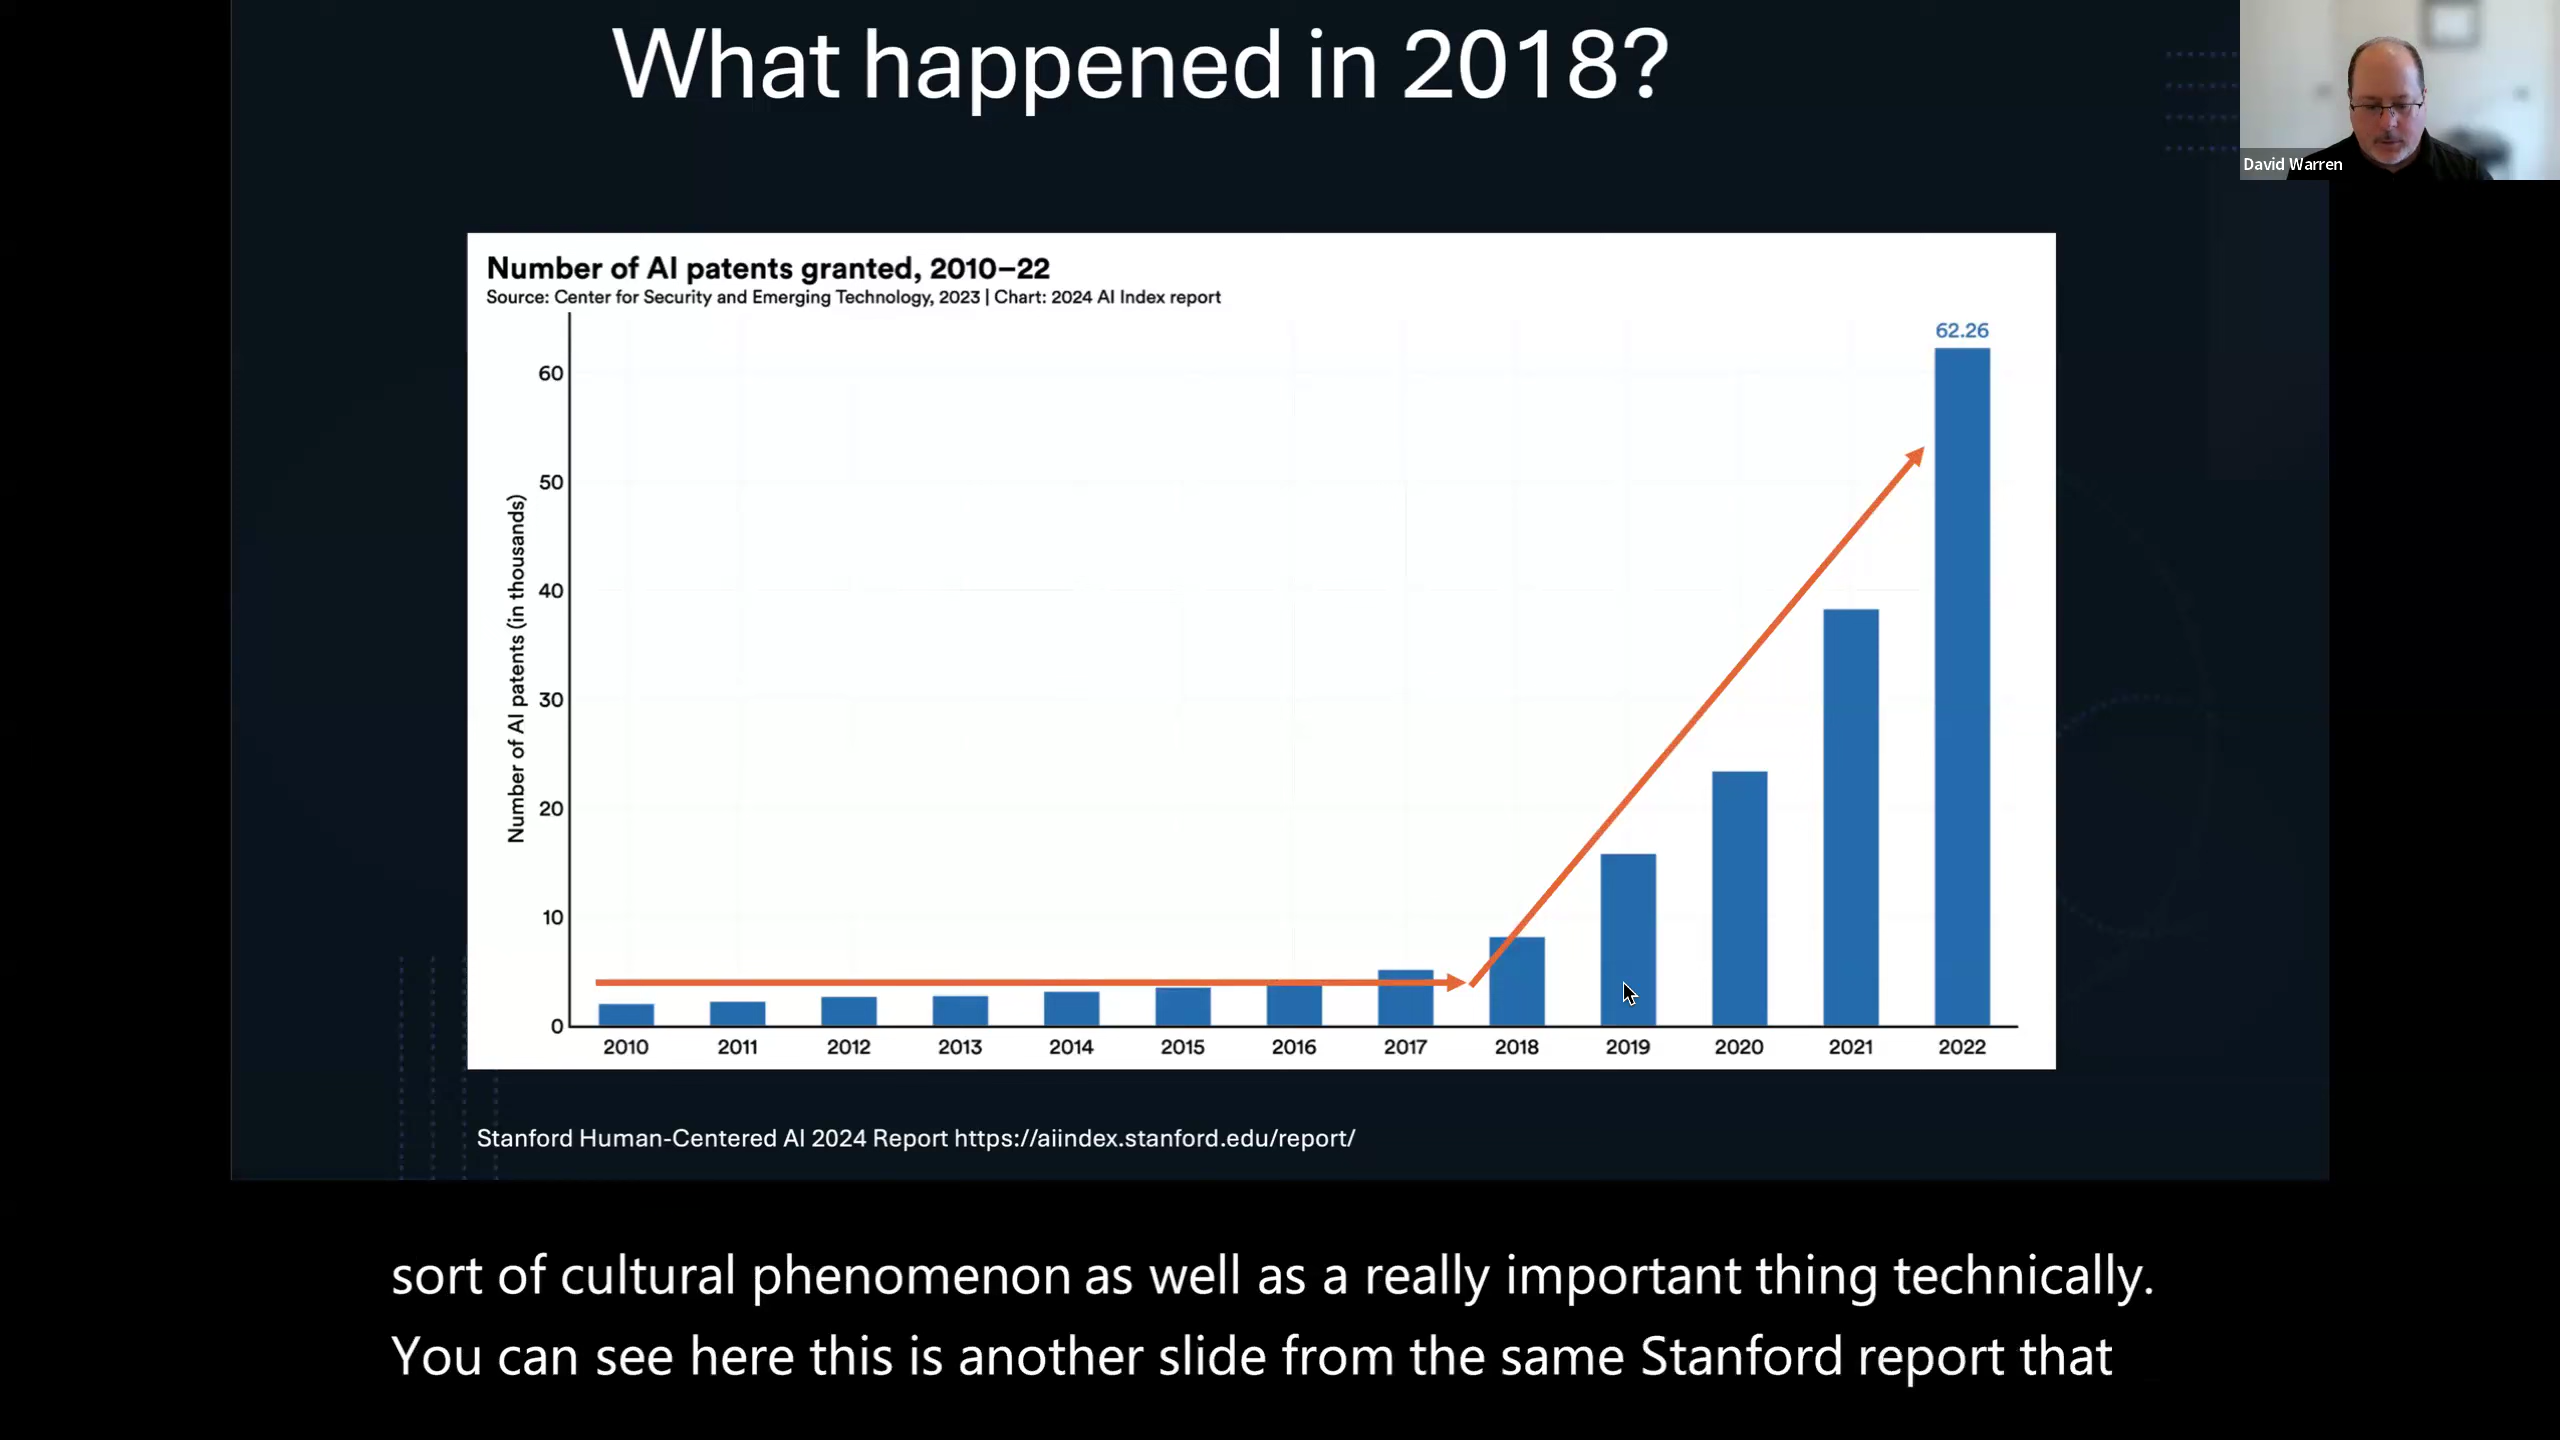 What happened in 2018?
David Warren
Number of AI patents granted, 2010–22
Source: Center for Security and Emerging Technology, 2023 | Chart: 2024 AI Index report
62.26
60
50
40
30
20
10
0
Number of AI patents (in thousands)
2010 2011 2012 2013 2014 2015 2016 2017 2018 2019 2020 2021 2022
Stanford Human-Centered AI 2024 Report https://aiindex.stanford.edu/report/
sort of cultural phenomenon as well as a really important thing technically.
You can see here this is another slide from the same Stanford report that